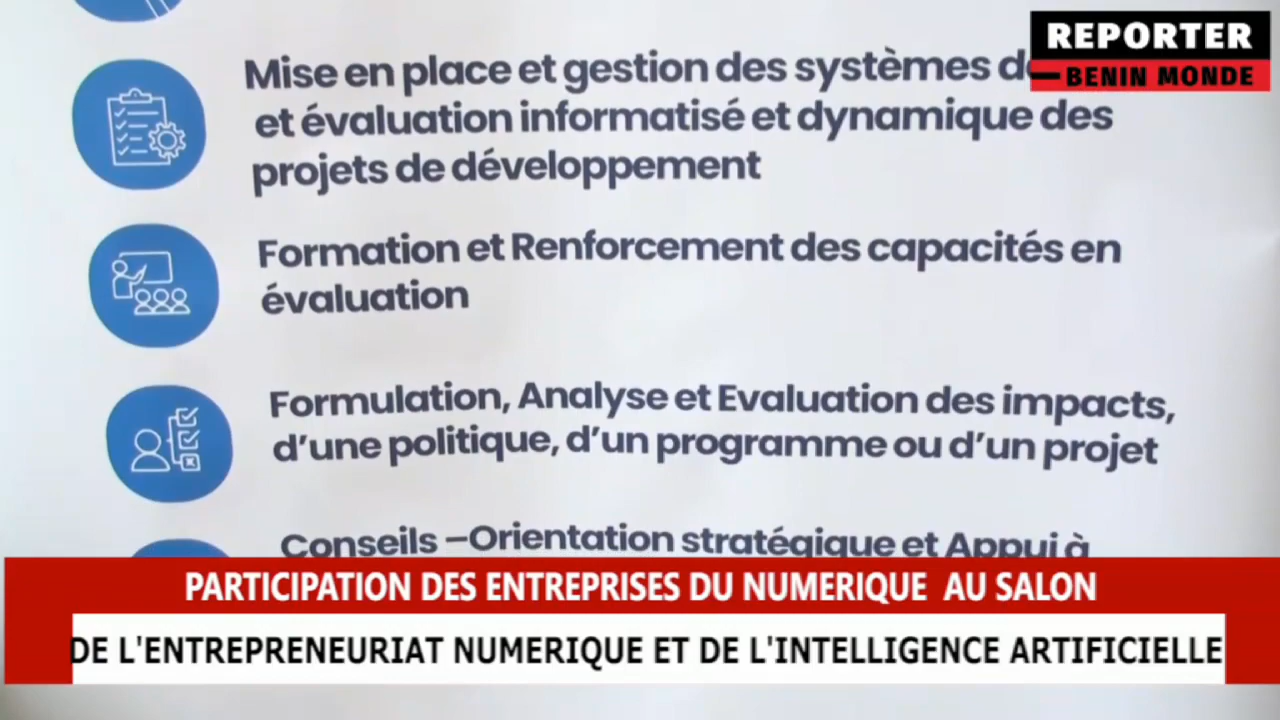 Mise en place et gestion des systèmes
et évaluation informatisé et dynamique des
projets de développement
Formation et Renforcement des capacités en
évaluation
Formulation, Analyse et Evaluation des impacts,
d'une politique, d'un programme ou d'un projet
Conseils –Orientation stratégique et Appui à
REPORTER
BENIN MONDE
PARTICIPATION DES ENTREPRISES DU NUMERIQUE AU SALON
DE L'ENTREPRENEURIAT NUMERIQUE ET DE L'INTELLIGENCE ARTIFICIELLE